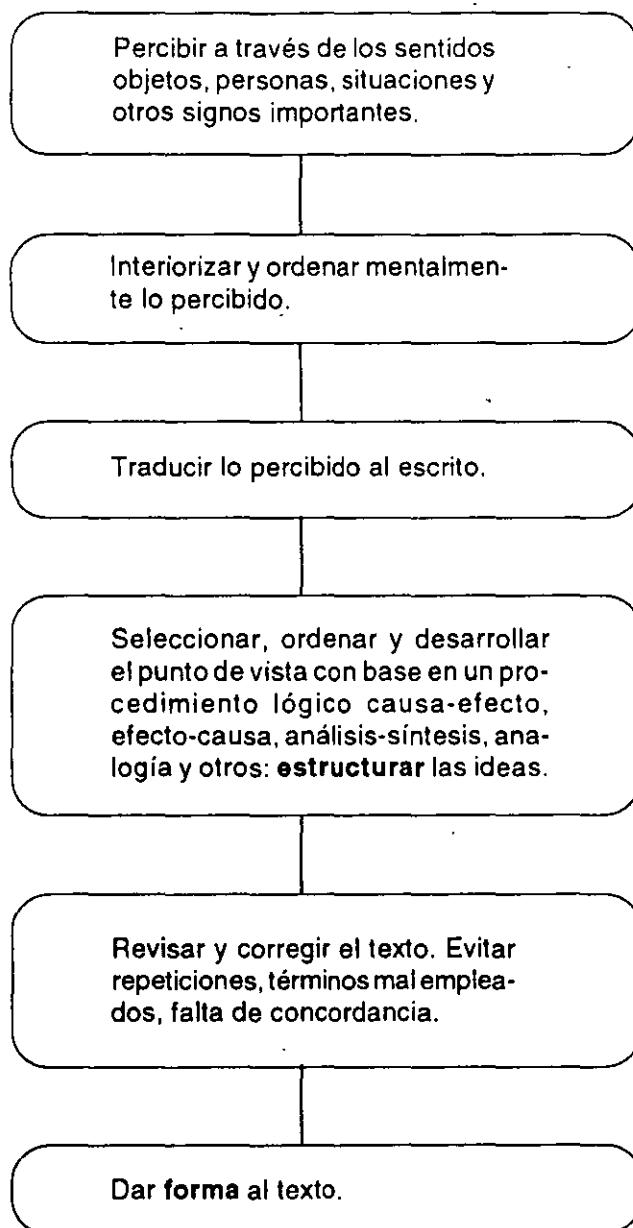 Percibir a través de los sentidos
objetos, personas, situaciones y
otros signos importantes.
Interiorizar y ordenar mentalmen-
te lo percibido.
Traducir lo percibido al escrito.
Seleccionar, ordenar y desarrollar
el punto de vista con base en un pro-
cedimiento lógico causa-efecto,
efecto-causa, análisis-síntesis, ana-
logía y otros: estructurar las ideas.
Revisar y corregir el texto. Evitar
repeticiones, términos mal emplea-
dos, falta de concordancia.
Dar forma al texto.